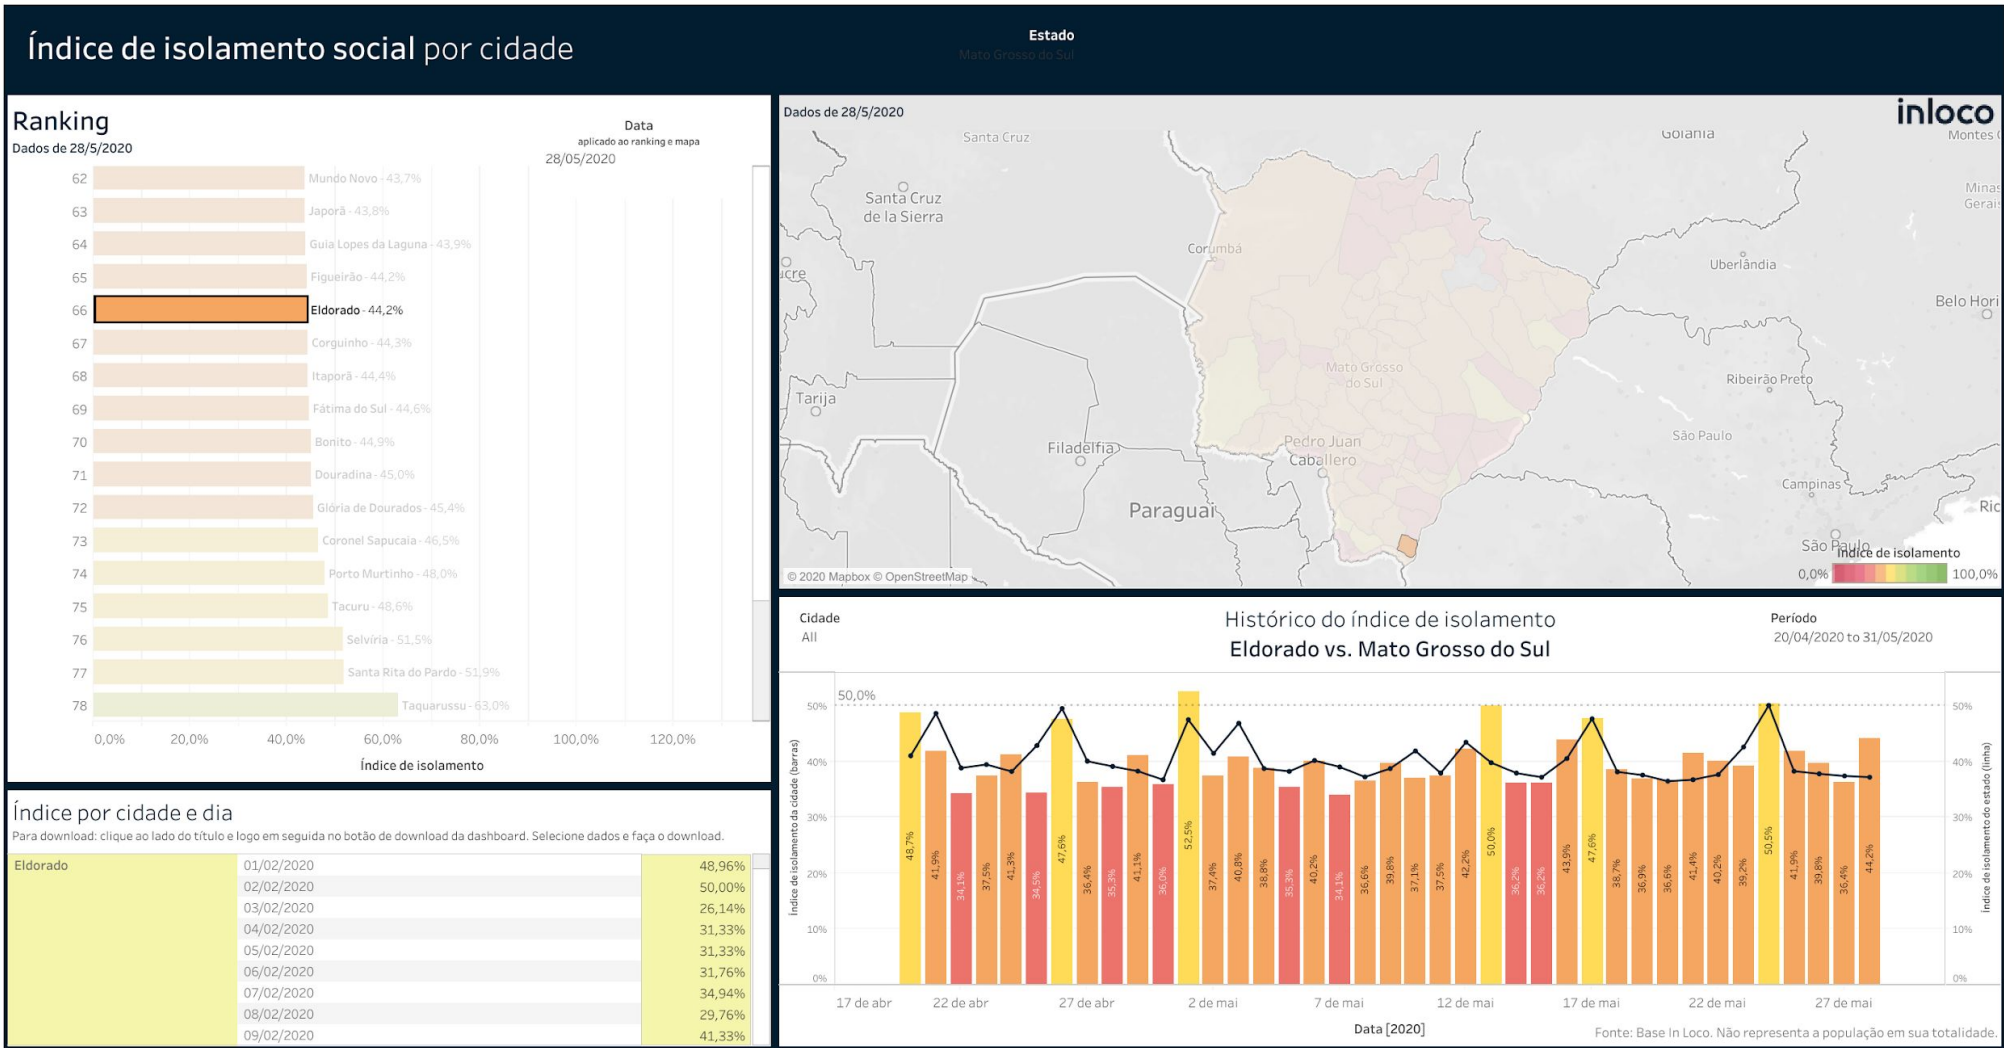 Índice de isolamento social por cidade
Estado
Mato Grosso do Sul
Ranking
Dados de 28/5/2020
Data
aplicado ao ranking e mapa
28/05/2020
62 Mundo Novo - 43,7%
63 Japorã - 43,8%
64 Guia Lopes da Laguna - 43,9%
65 Figueirão - 44,2%
66 Eldorado - 44,2%
67 Corguinho - 44,3%
68 Itaporã - 44,4%
69 Fátima do Sul - 44,6%
70 Bonito - 44,9%
71 Douradina - 45,0%
72 Glória de Dourados - 45,4%
73 Coronel Sapucaia - 46,5%
74 Porto Murtinho - 48,0%
75 Tacuru - 48,6%
76 Selvíria - 51,5%
77 Santa Rita do Pardo - 51,9%
78 Taquarussu - 63,0%
0,0% 20,0% 40,0% 60,0% 80,0% 100,0% 120,0%
Índice de isolamento
Índice por cidade e dia
Para download: clique ao lado do título e logo em seguida no botão de download da dashboard. Selecione dados e faça o download.
Eldorado 01/02/2020 48,96%
02/02/2020 50,00%
03/02/2020 26,14%
04/02/2020 31,33%
05/02/2020 31,33%
06/02/2020 31,76%
07/02/2020 34,94%
08/02/2020 29,76%
09/02/2020 41,33%
Dados de 28/5/2020
inloco
Santa Cruz
Goiânia
Montes
Santa Cruz
de la Sierra
Minas
Gerais
Corumbá
Uberlândia
Belo Hori
Mato Grosso
do Sul
Ribeirão Preto
Tarija
São Paulo
Filadelfia
Pedro Juan
Caballero
Campinas
Paraguai
Ric
São Paulo
Índice de isolamento
0,0% 100,0%
© 2020 Mapbox © OpenStreetMap
Cidade
All
Histórico do índice de isolamento
Eldorado vs. Mato Grosso do Sul
Período
20/04/2020 to 31/05/2020
Índice de isolamento da cidade (barras)
50,0%
50%
40%
30%
20%
10%
0%
48,7% 41,9% 34,1% 37,5% 41,3% 34,5% 47,6% 36,4% 35,3% 41,1% 36,0% 52,5% 37,4% 40,8% 38,8% 35,3% 40,2% 34,1% 36,6% 39,8% 37,1% 37,5% 42,2% 50,0% 36,2% 36,2% 43,9% 47,6% 38,7% 36,9% 36,6% 41,4% 40,2% 39,2% 50,5% 41,9% 39,8% 36,4% 44,2%
50%
40%
30%
20%
10%
0%
Índice de isolamento do estado (linha)
17 de abr 22 de abr 27 de abr 2 de mai 7 de mai 12 de mai 17 de mai 22 de mai 27 de mai
Data [2020]
Fonte: Base In Loco. Não representa a população em sua totalidade.